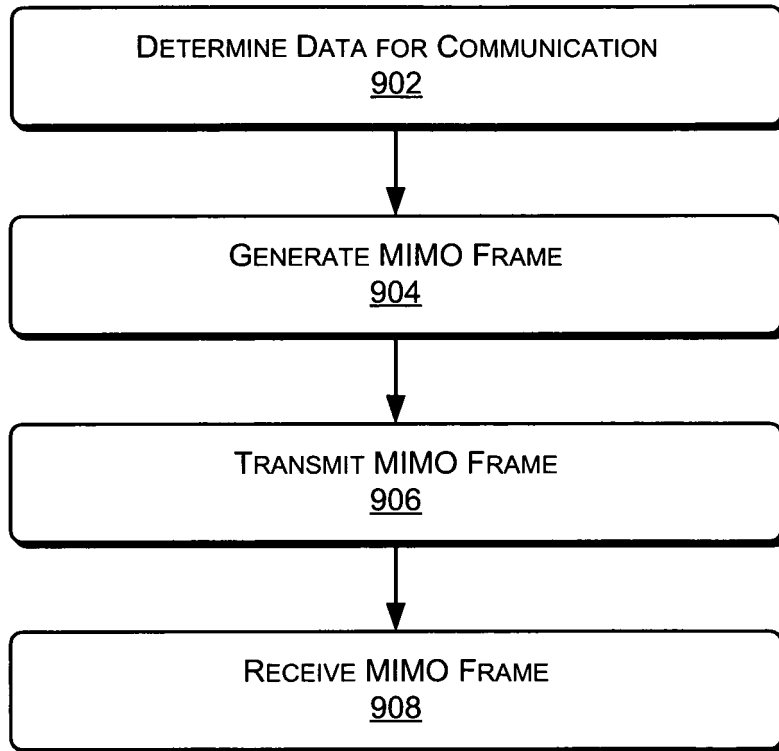 DETERMINE DATA FOR COMMUNICATION
902
GENERATE MIMO FRAME
904
TRANSMIT MIMO FRAME
906
RECEIVE MIMO FRAME
908